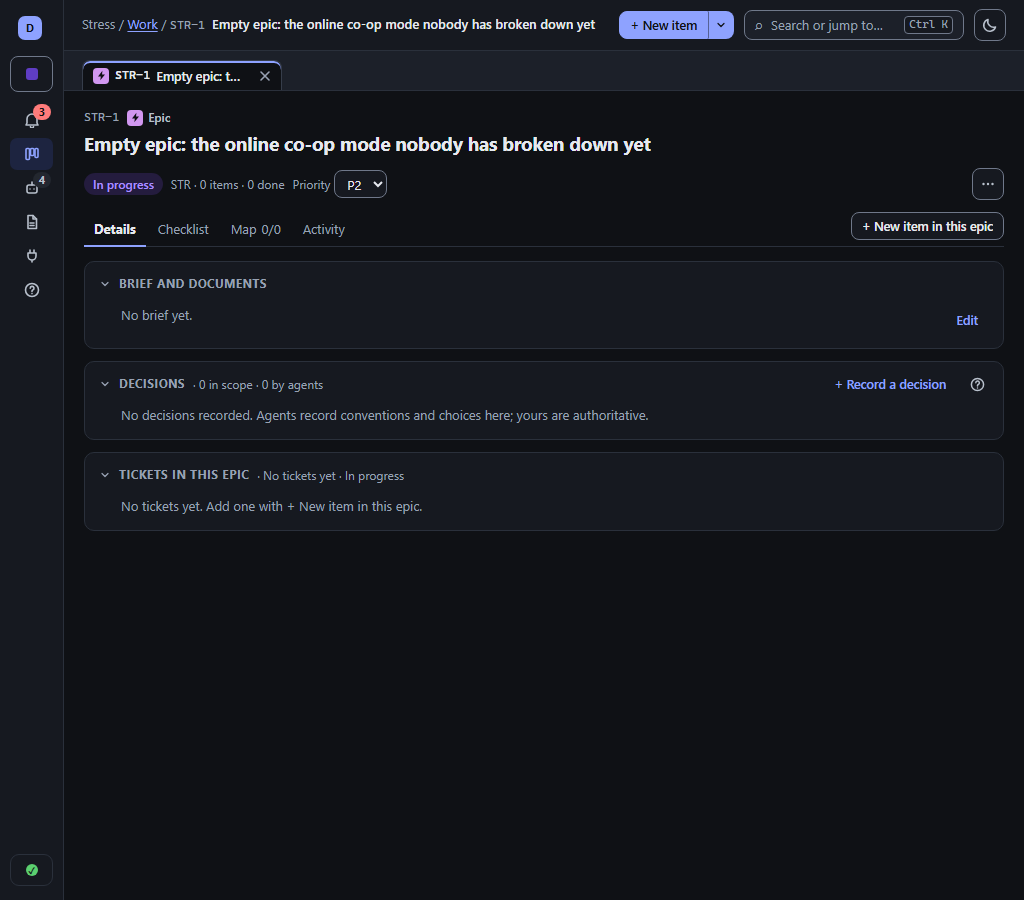 D
Stress / Work / STR-1 Empty epic: the online co-op mode nobody has broken down yet
+ New item
Search or jump to... Ctrl K
STR-1 Empty epic: t...
3
4
STR-1 Epic
Empty epic: the online co-op mode nobody has broken down yet
In progress STR · 0 items · 0 done Priority P2
Details Checklist Map 0/0 Activity
+ New item in this epic
BRIEF AND DOCUMENTS
No brief yet.
Edit
DECISIONS · 0 in scope · 0 by agents
+ Record a decision
No decisions recorded. Agents record conventions and choices here; yours are authoritative.
TICKETS IN THIS EPIC · No tickets yet · In progress
No tickets yet. Add one with + New item in this epic.